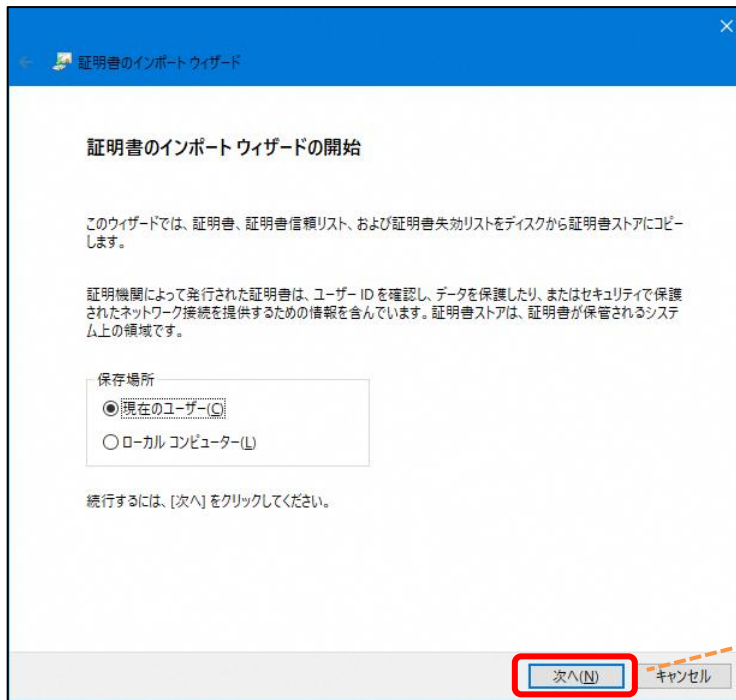 証明書のインポート ウィザード
証明書のインポート ウィザードの開始
このウィザードでは、証明書、証明書信頼リスト、および証明書失効リストをディスクから証明書ストアにコピー
します。
証明機関によって発行された証明書は、ユーザー ID を確認し、データを保護したり、またはセキュリティで保護
されたネットワーク接続を提供するための情報を含んでいます。証明書ストアは、証明書が保管されるシステ
ム上の領域です。
保存場所
現在のユーザー(C)
ローカル コンピューター(L)
続行するには、[次へ] をクリックしてください。
次へ(N)
キャンセル